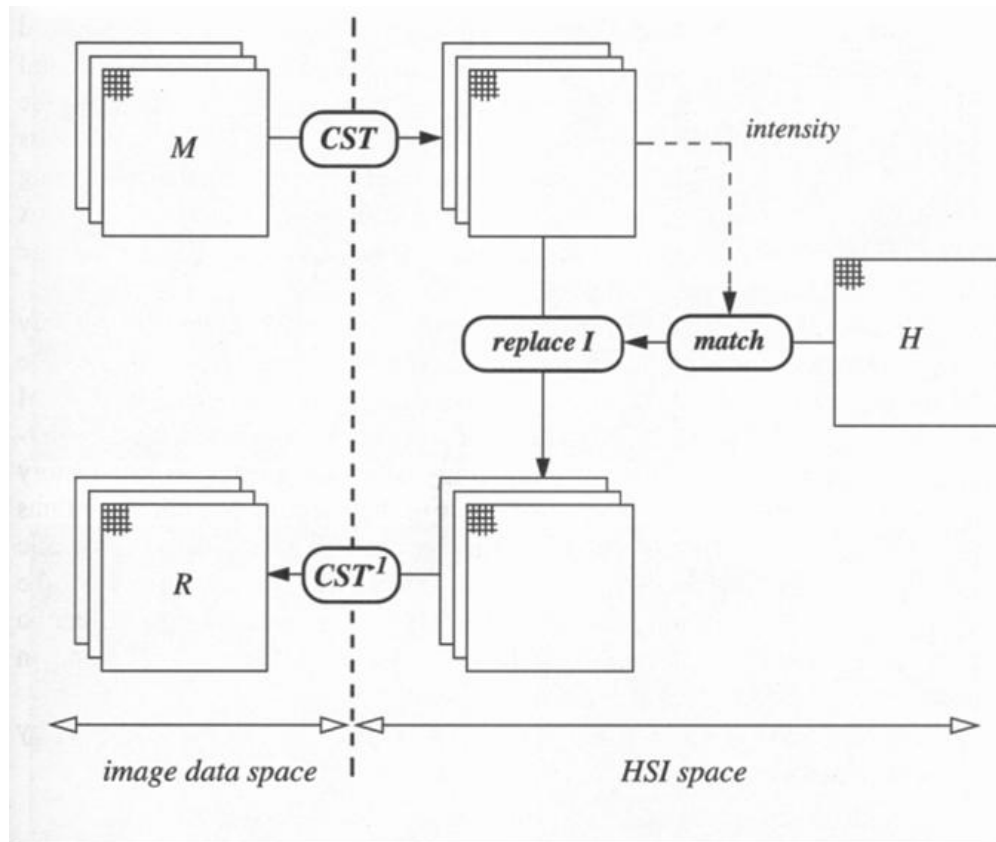 M
CST
intensity
replace I
match
H
R
CST-1
image data space
HSI space